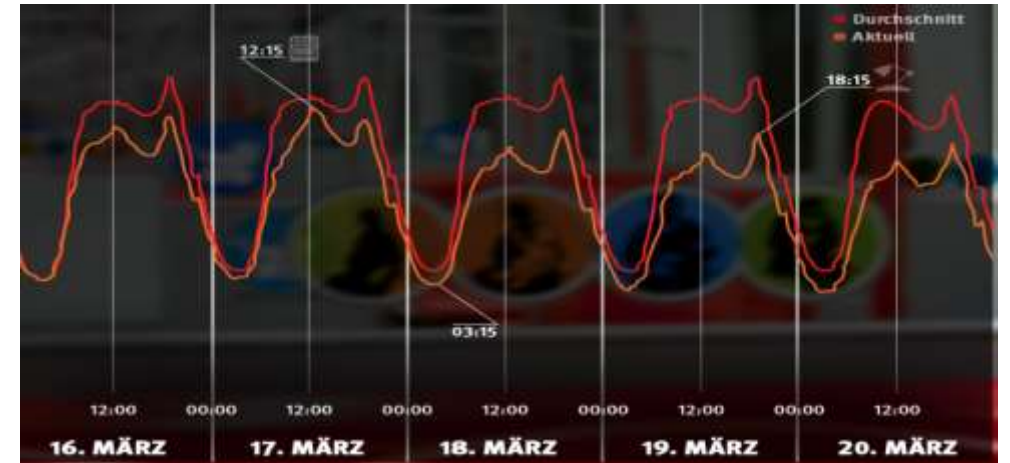 Durchschnitt
Aktuell
12:15
18:15
03:15
12:00 00:00 12:00 00:00 12:00 00:00 12:00 00:00 12:00
16. MÄRZ 17. MÄRZ 18. MÄRZ 19. MÄRZ 20. MÄRZ